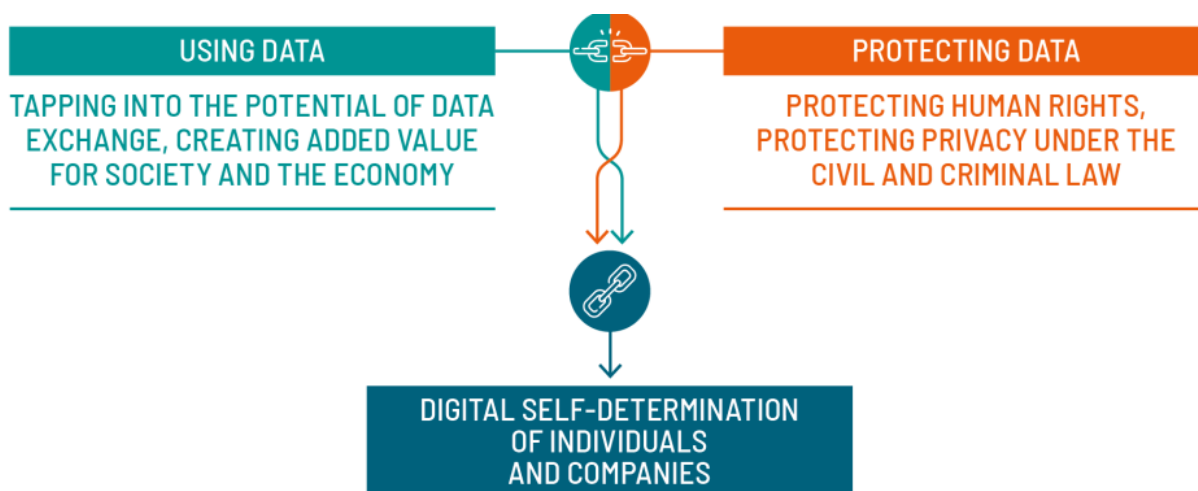 USING DATA
TAPPING INTO THE POTENTIAL OF DATA
EXCHANGE, CREATING ADDED VALUE
FOR SOCIETY AND THE ECONOMY
PROTECTING DATA
PROTECTING HUMAN RIGHTS,
PROTECTING PRIVACY UNDER THE
CIVIL AND CRIMINAL LAW
DIGITAL SELF-DETERMINATION
OF INDIVIDUALS
AND COMPANIES